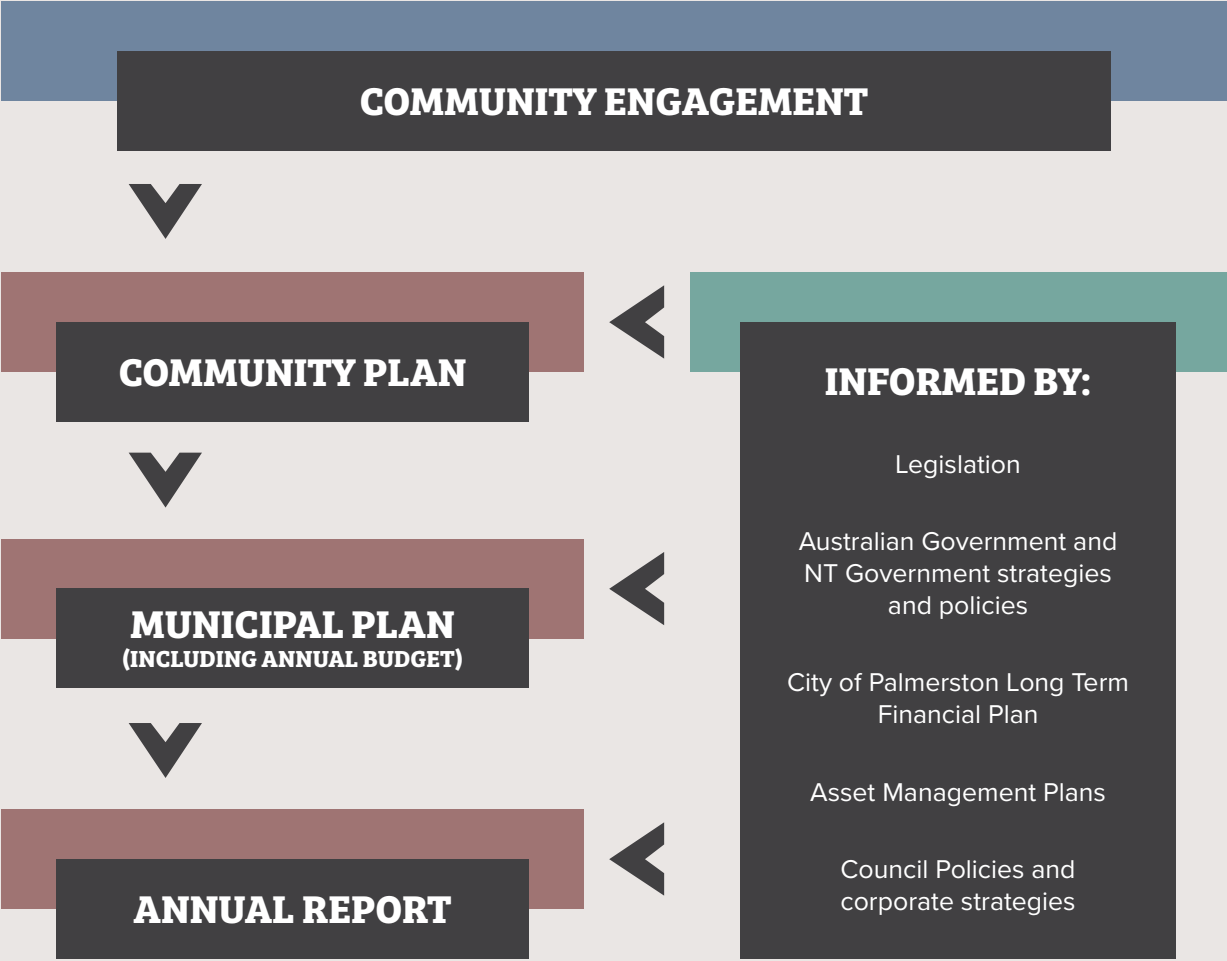 COMMUNITY ENGAGEMENT
COMMUNITY PLAN
MUNICIPAL PLAN
(INCLUDING ANNUAL BUDGET)
ANNUAL REPORT
INFORMED BY:
Legislation
Australian Government and
NT Government strategies
and policies
City of Palmerston Long Term
Financial Plan
Asset Management Plans
Council Policies and
corporate strategies